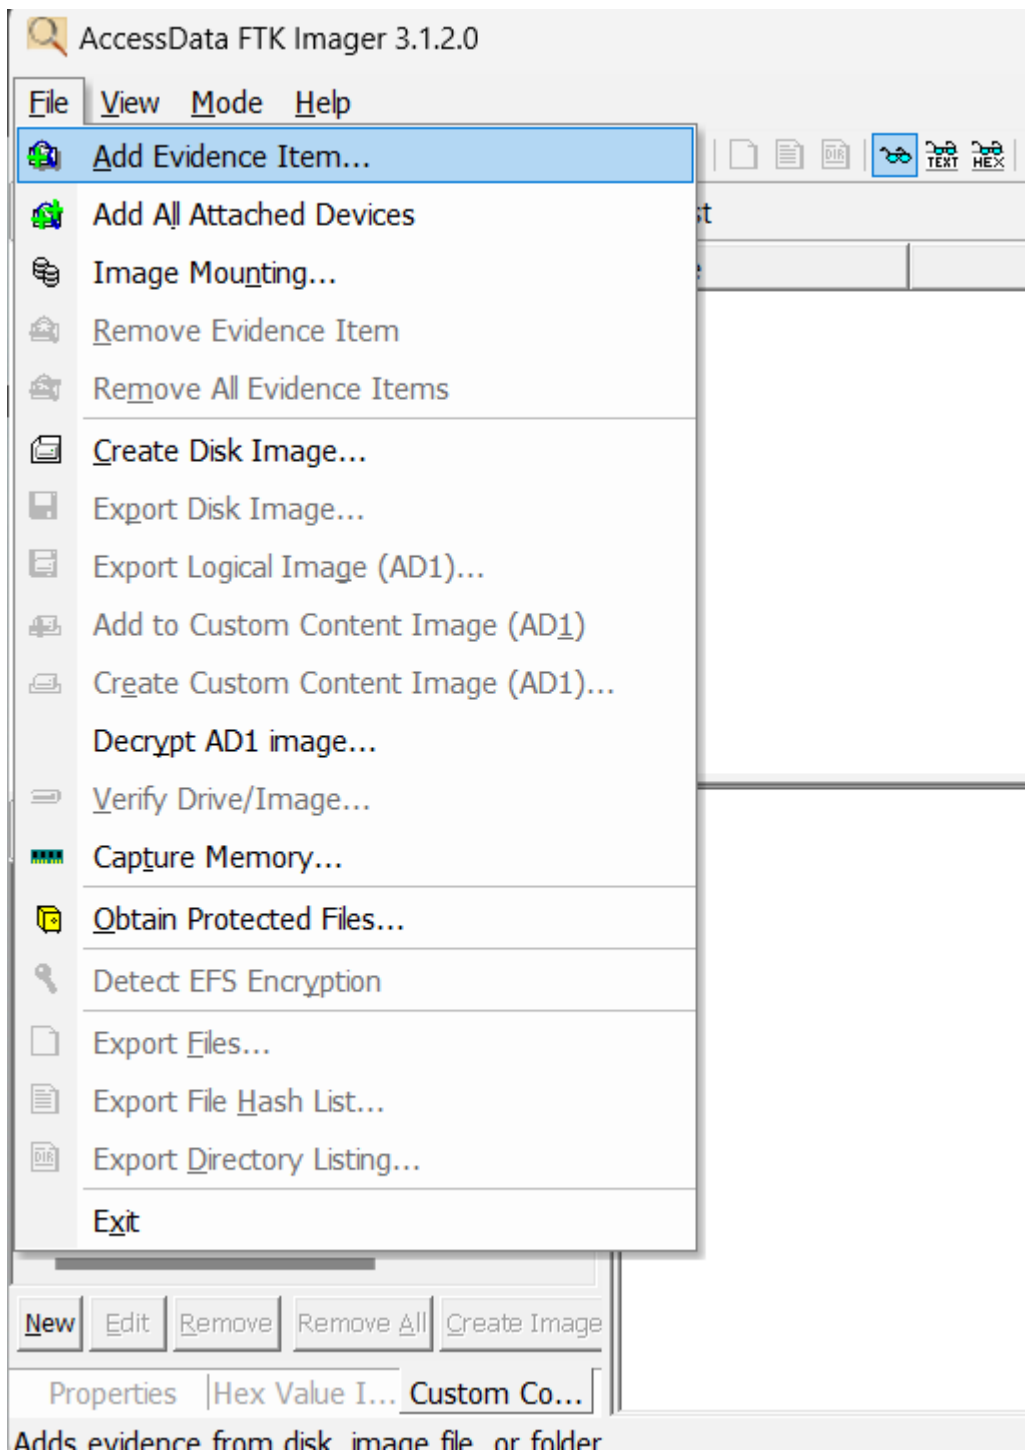 AccessData FTK Imager 3.1.2.0
File View Mode Help
Add Evidence Item...
DIR TEXT HEX
Add All Attached Devices
Image Mounting...
Remove Evidence Item
Remove All Evidence Items
Create Disk Image...
Export Disk Image...
Export Logical Image (AD1)...
Add to Custom Content Image (AD1)
Create Custom Content Image (AD1)...
Decrypt AD1 image...
Verify Drive/Image...
Capture Memory...
Obtain Protected Files...
Detect EFS Encryption
Export Files...
Export File Hash List...
DIR Export Directory Listing...
Exit
New Edit Remove Remove All Create Image
Properties Hex Value I... Custom Co...
Adds evidence from disk, image file, or folder